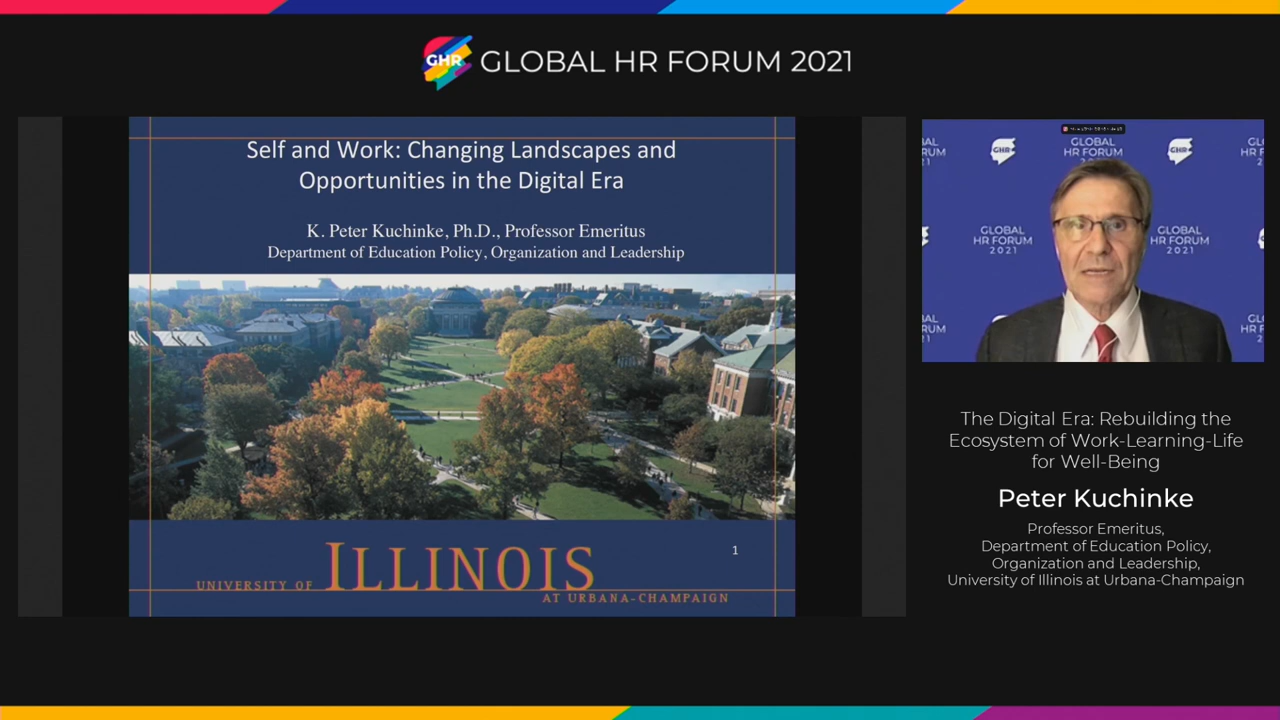 GHR GLOBAL HR FORUM 2021
Self and Work: Changing Landscapes and
Opportunities in the Digital Era
K. Peter Kuchinke, Ph.D., Professor Emeritus
Department of Education Policy, Organization and Leadership
1
UNIVERSITY OF ILLINOIS
AT URBANA-CHAMPAIGN
GHR
GLOBAL
HR FORUM
2021
GHR
GLOBAL
HR FORUM
2021
GLOBAL
HR FORUM
2021
The Digital Era: Rebuilding the
Ecosystem of Work-Learning-Life
for Well-Being
Peter Kuchinke
Professor Emeritus,
Department of Education Policy,
Organization and Leadership,
University of Illinois at Urbana-Champaign